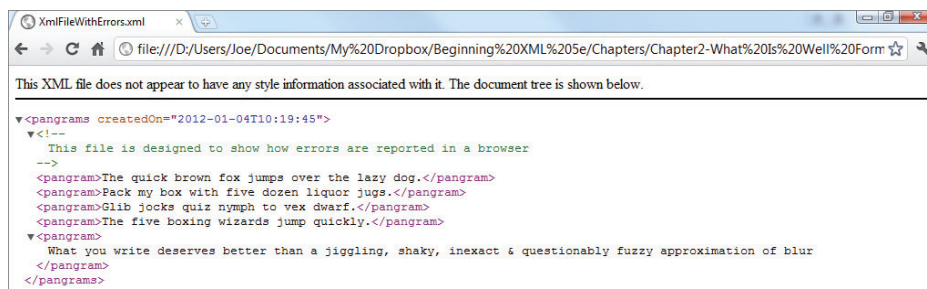 XmlFileWithErrors.xml
file:///D:/Users/Joe/Documents/My%20Dropbox/Beginning%20XML%205e/Chapters/Chapter2-What%20Is%20Well%20Form
This XML file does not appear to have any style information associated with it. The document tree is shown below.
▼<pangrams createdOn="2012-01-04T10:19:45">
▼<!--
This file is designed to show how errors are reported in a browser
-->
<pangram>The quick brown fox jumps over the lazy dog.</pangram>
<pangram>Pack my box with five dozen liquor jugs.</pangram>
<pangram>Glib jocks quiz nymph to vex dwarf.</pangram>
<pangram>The five boxing wizards jump quickly.</pangram>
▼<pangram>
What you write deserves better than a jiggling, shaky, inexact & questionably fuzzy approximation of blur
</pangram>
</pangrams>